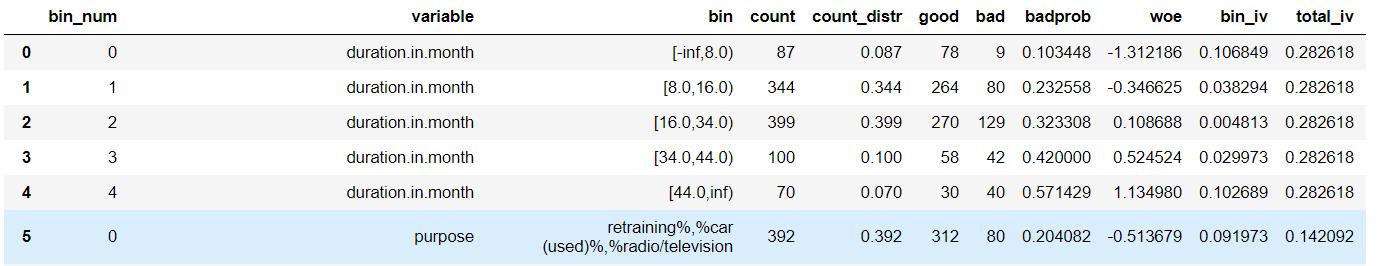 bin_num variable bin count count_distr good bad badprob woe bin_iv total_iv
0 0 duration.in.month [-inf,8.0) 87 0.087 78 9 0.103448 -1.312186 0.106849 0.282618
1 1 duration.in.month [8.0,16.0) 344 0.344 264 80 0.232558 -0.346625 0.038294 0.282618
2 2 duration.in.month [16.0,34.0) 399 0.399 270 129 0.323308 0.108688 0.004813 0.282618
3 3 duration.in.month [34.0,44.0) 100 0.100 58 42 0.420000 0.524524 0.029973 0.282618
4 4 duration.in.month [44.0,inf) 70 0.070 30 40 0.571429 1.134980 0.102689 0.282618
retraining%,%car
5 0 purpose (used)%,%radio/television 392 0.392 312 80 0.204082 -0.513679 0.091973 0.142092